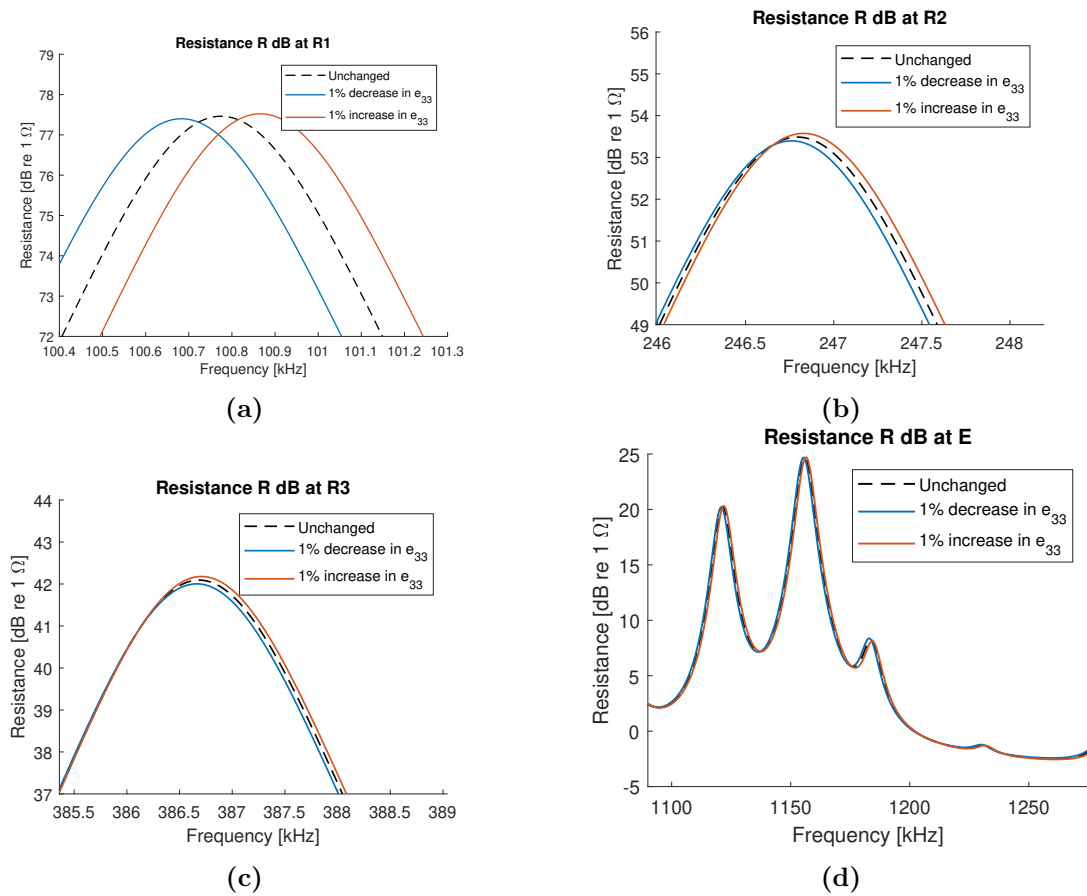 Resistance R dB at R1
Resistance [dB re 1 Ω]
79
78
77
76
75
74
73
72
Unchanged
1% decrease in e33
1% increase in e33
100.4 100.5 100.6 100.7 100.8 100.9 101 101.1 101.2 101.3
Frequency [kHz]
(a)
Resistance R dB at R2
Resistance [dB re 1 Ω]
56
55
54
53
52
51
50
49
Unchanged
1% decrease in e33
1% increase in e33
246 246.5 247 247.5 248
Frequency [kHz]
(b)
Resistance R dB at R3
Resistance [dB re 1 Ω]
44
43
42
41
40
39
38
37
Unchanged
1% decrease in e33
1% increase in e33
385.5 386 386.5 387 387.5 388 388.5 389
Frequency [kHz]
(c)
Resistance R dB at E
Resistance [dB re 1 Ω]
25
20
15
10
5
0
-5
Unchanged
1% decrease in e33
1% increase in e33
1100 1150 1200 1250
Frequency [kHz]
(d)